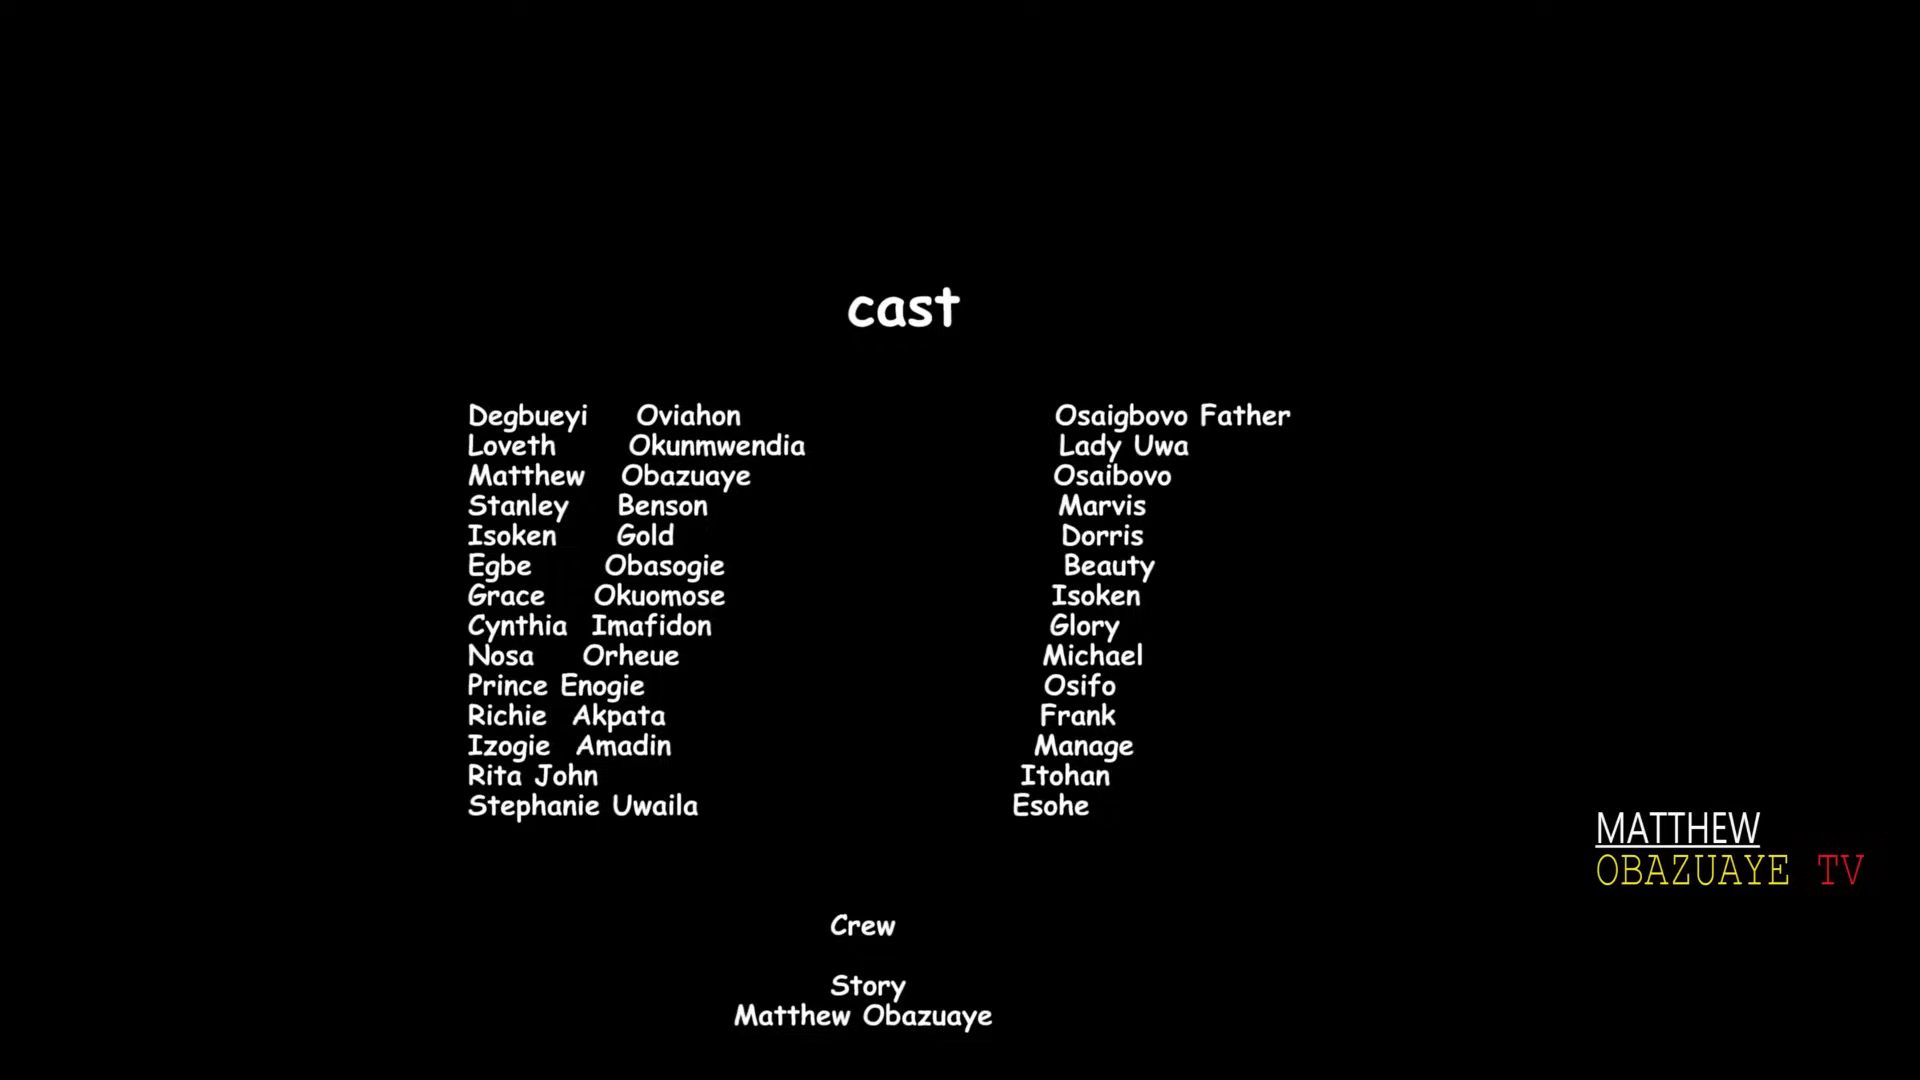 cast
Degbueyi Oviahon Osaigbovo Father
Loveth Okunmwendia Lady Uwa
Matthew Obazuaye Osaibovo
Stanley Benson Marvis
Isoken Gold Dorris
Egbe Obasogie Beauty
Grace Okuomose Isoken
Cynthia Imafidon Glory
Nosa Orheue Michael
Prince Enogie Osifo
Richie Akpata Frank
Izogie Amadin Manage
Rita John Itohan
Stephanie Uwaila Esohe
MATTHEW
OBAZUAYE TV
Crew
Story
Matthew Obazuaye